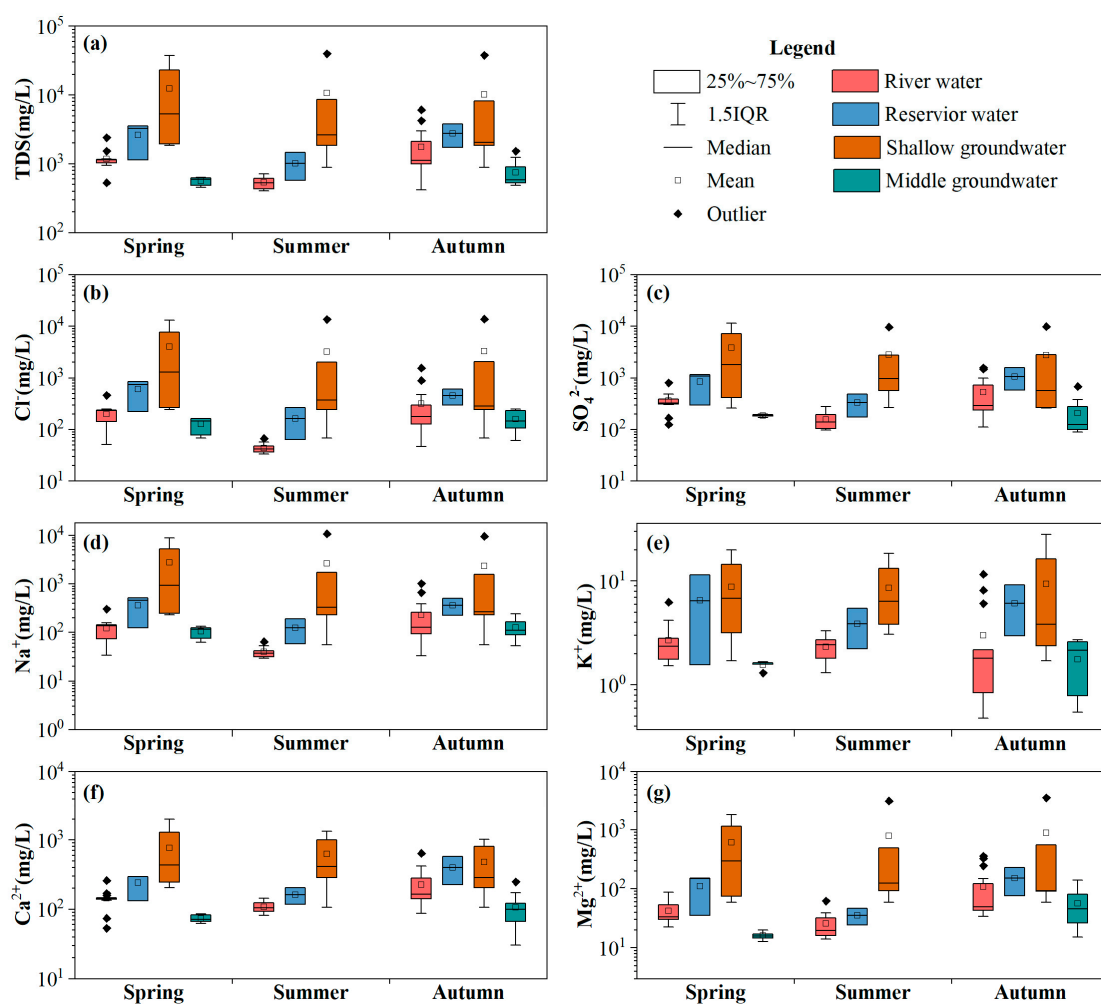 (a)
TDS(mg/L)
10^5
10^4
10^3
10^2
Spring Summer Autumn
Legend
25%~75%
1.5IQR
Median
Mean
Outlier
River water
Reservior water
Shallow groundwater
Middle groundwater
(b)
Cl^-(mg/L)
10^5
10^4
10^3
10^2
10^1
Spring Summer Autumn
(c)
SO_4^2-(mg/L)
10^5
10^4
10^3
10^2
10^1
Spring Summer Autumn
(d)
Na^+(mg/L)
10^4
10^3
10^2
10^1
10^0
Spring Summer Autumn
(e)
K^+(mg/L)
10^1
10^0
Spring Summer Autumn
(f)
Ca^2+(mg/L)
10^4
10^3
10^2
10^1
Spring Summer Autumn
(g)
Mg^2+(mg/L)
10^4
10^3
10^2
10^1
Spring Summer Autumn